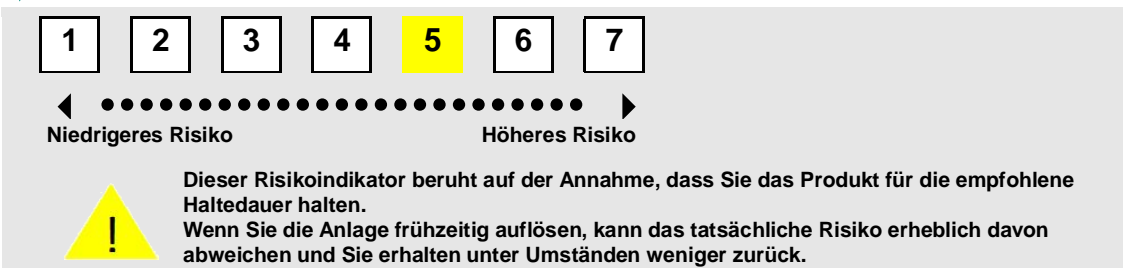 1 2 3 4 5 6 7
Niedrigeres Risiko Höheres Risiko
Dieser Risikoindikator beruht auf der Annahme, dass Sie das Produkt für die empfohlene
Haltedauer halten.
! Wenn Sie die Anlage frühzeitig auflösen, kann das tatsächliche Risiko erheblich davon
abweichen und Sie erhalten unter Umständen weniger zurück.